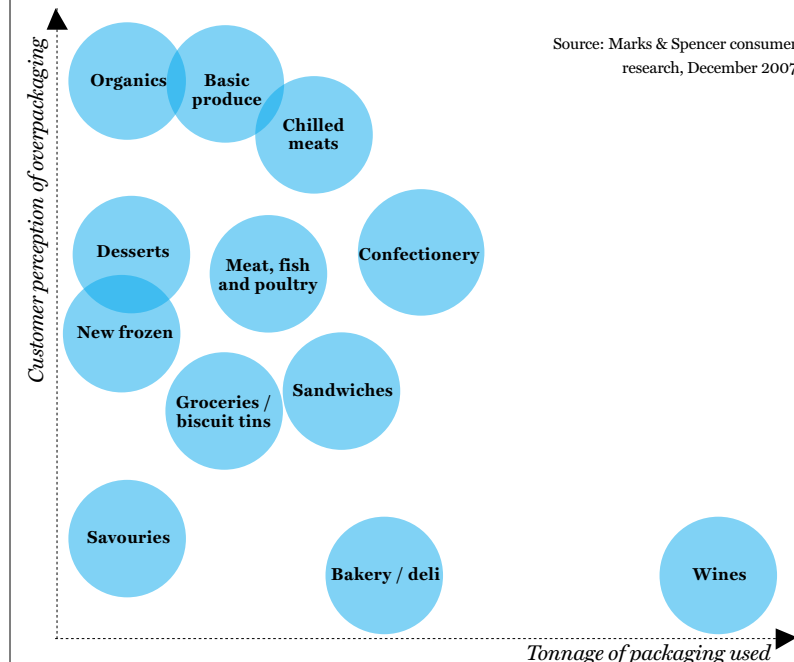 Customer perception of overpackaging
Source: Marks & Spencer consumer
research, December 2007
Organics
Basic
produce
Chilled
meats
Desserts
Meat, fish
and poultry
Confectionery
New frozen
Groceries /
biscuit tins
Sandwiches
Savouries
Bakery / deli
Wines
Tonnage of packaging used